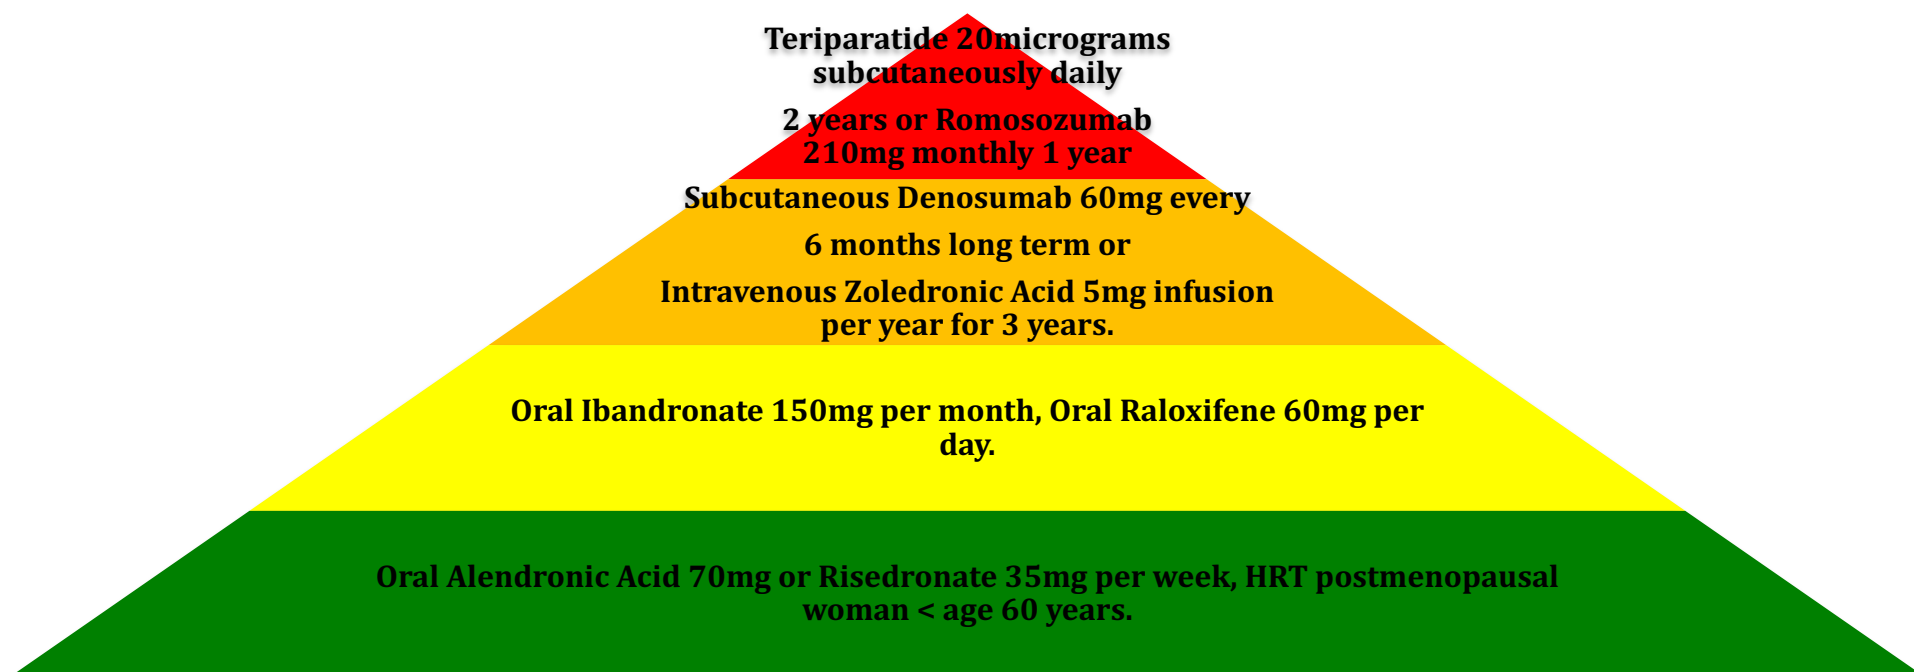 Teriparatide 20micrograms
subcutaneously daily
2 years or Romosozumab
210mg monthly 1 year
Subcutaneous Denosumab 60mg every
6 months long term or
Intravenous Zoledronic Acid 5mg infusion
per year for 3 years.
Oral Ibandronate 150mg per month, Oral Raloxifene 60mg per
day.
Oral Alendronic Acid 70mg or Risedronate 35mg per week, HRT postmenopausal
woman < age 60 years.